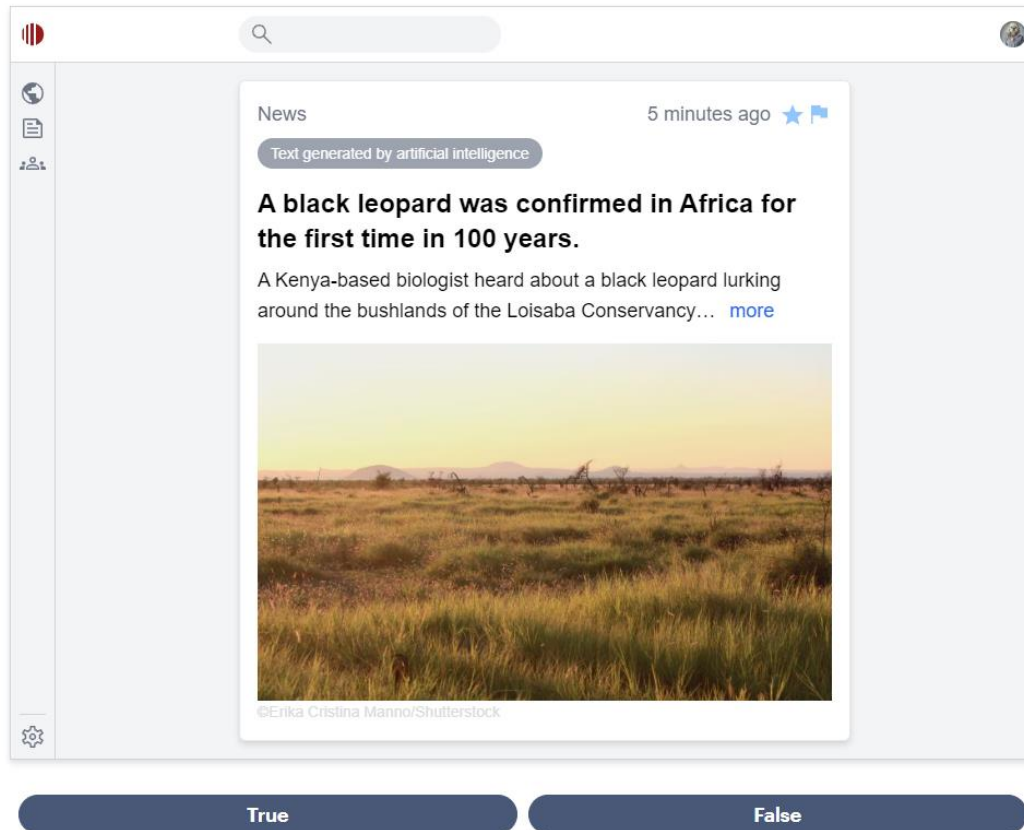 News
5 minutes ago
Text generated by artificial intelligence
A black leopard was confirmed in Africa for
the first time in 100 years.
A Kenya-based biologist heard about a black leopard lurking
around the bushlands of the Loisaba Conservancy... more
©Erika Cristina Manno/Shutterstock
True
False